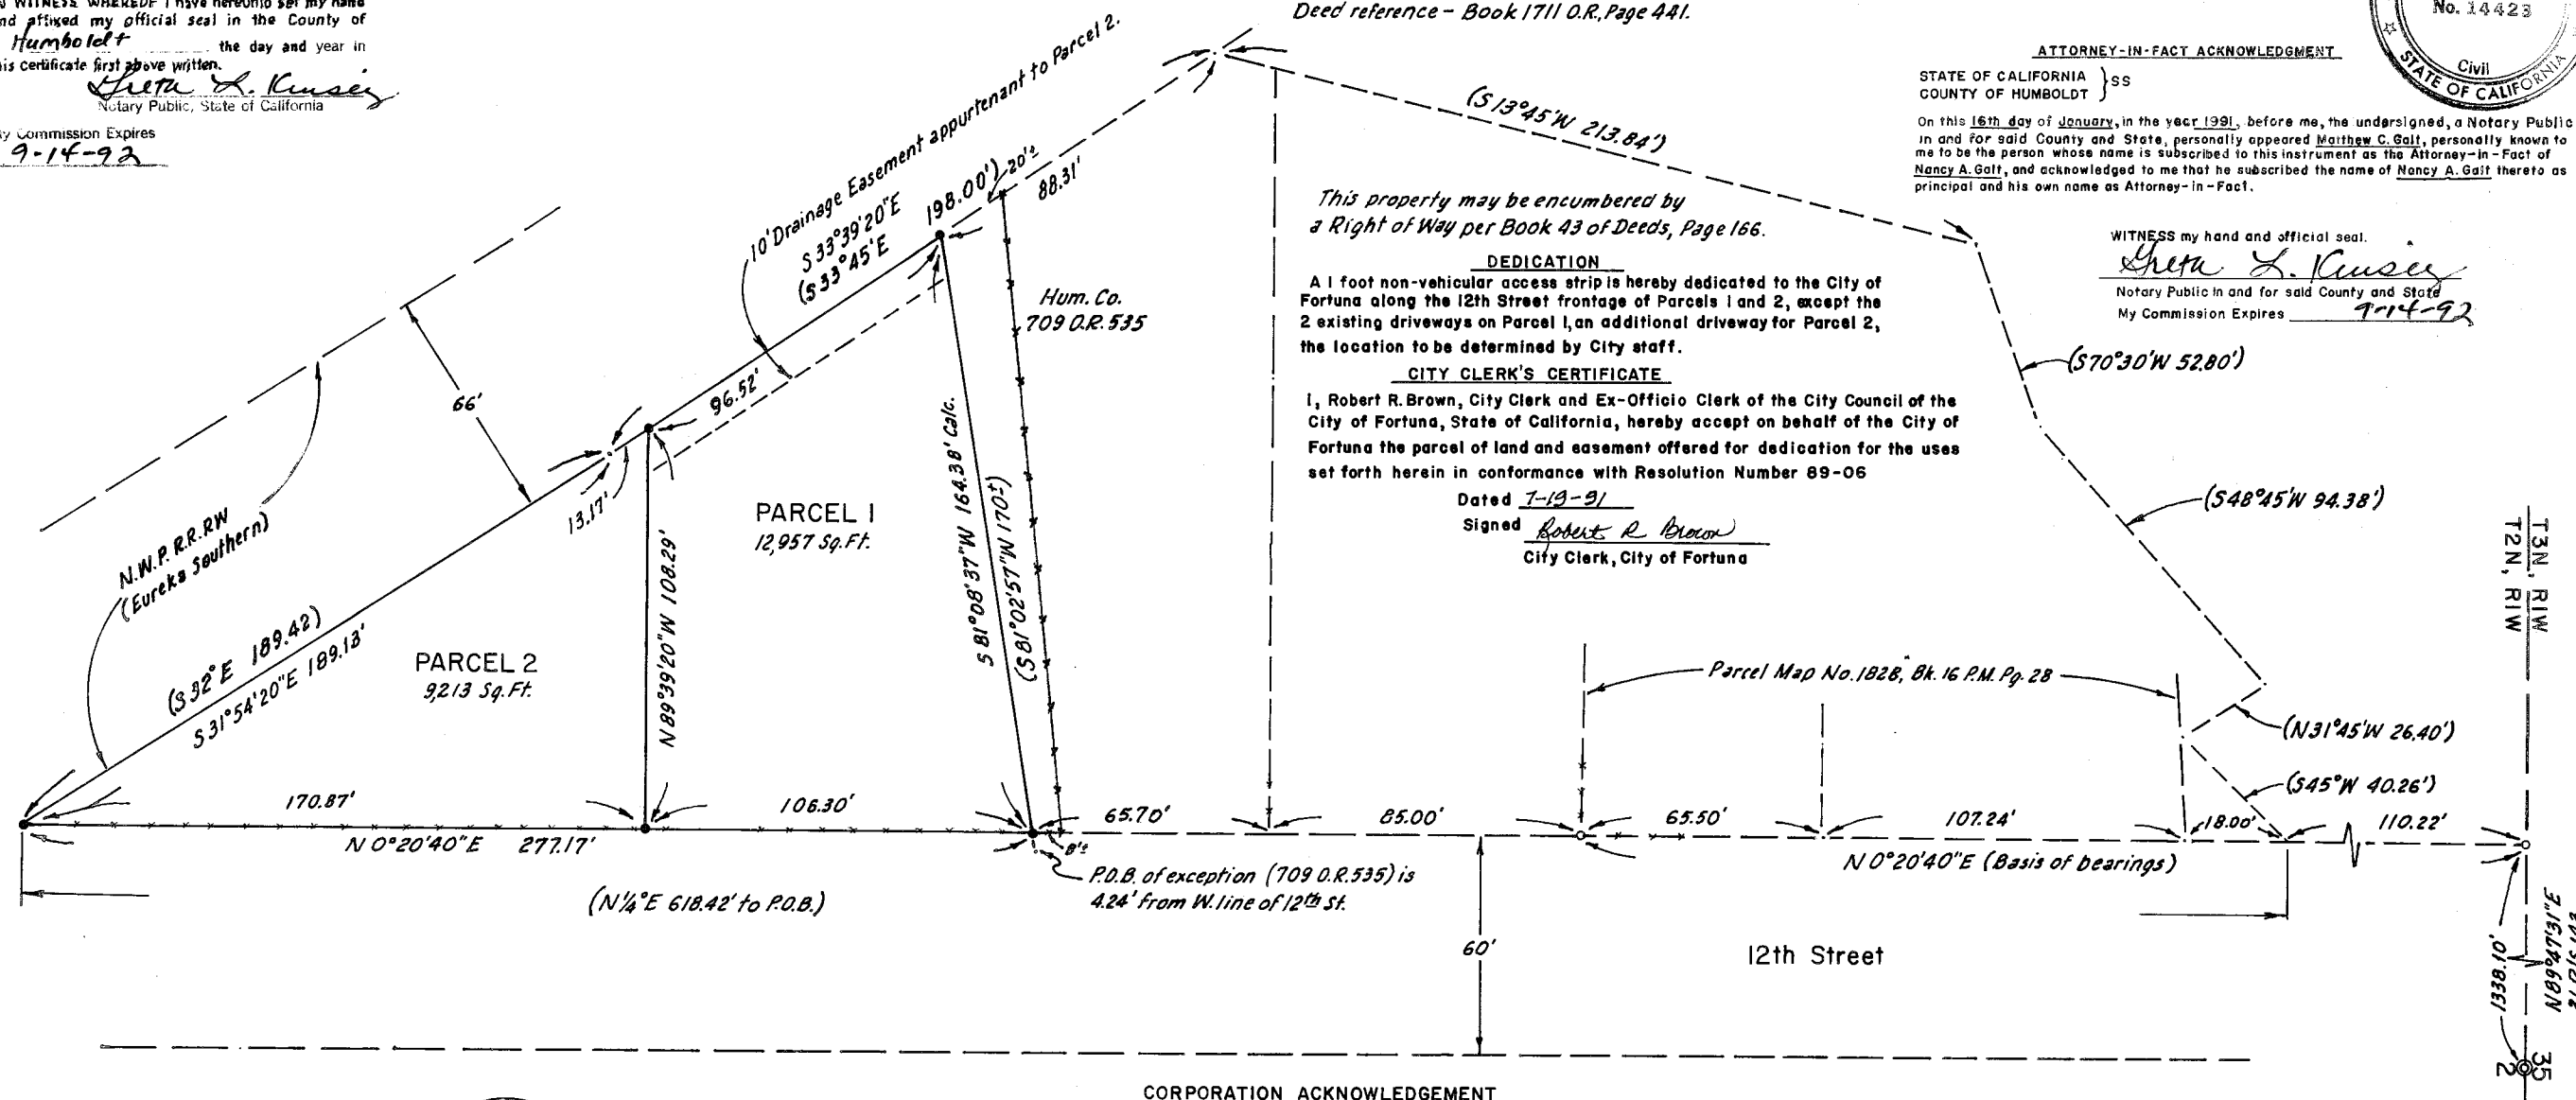 WITNESS WHEREOF I have hereunto set my hand
and affixed my official seal in the County of
Humboldt the day and year in
this certificate first above written.
Greta L. Kinsey
Notary Public, State of California
My Commission Expires
9-14-92
Deed reference - Book 1711 O.R., Page 441.
No. 14423
Civil
STATE OF CALIFORNIA
ATTORNEY-IN-FACT ACKNOWLEDGMENT
STATE OF CALIFORNIA } SS
COUNTY OF HUMBOLDT
On this 16th day of January, in the year 1991, before me, the undersigned, a Notary Public
in and for said County and State, personally appeared Matthew C. Galt, personally known to
me to be the person whose name is subscribed to this instrument as the Attorney-in-Fact of
Nancy A. Galt, and acknowledged to me that he subscribed the name of Nancy A. Galt thereto as
principal and his own name as Attorney-in-Fact.
WITNESS my hand and official seal.
Greta L. Kinsey
Notary Public in and for said County and State
My Commission Expires 9-14-92
10' Drainage Easement appurtenant to Parcel 2.
S 33°39'20"E
(S 33°45'E 198.00')
20'±
88.31'
(S 13°45'W 213.84')
This property may be encumbered by
a Right of Way per Book 43 of Deeds, Page 166.
DEDICATION
A 1 foot non-vehicular access strip is hereby dedicated to the City of
Fortuna along the 12th Street frontage of Parcels 1 and 2, except the
2 existing driveways on Parcel 1, an additional driveway for Parcel 2,
the location to be determined by City staff.
CITY CLERK'S CERTIFICATE
I, Robert R. Brown, City Clerk and Ex-Officio Clerk of the City Council of the
City of Fortuna, State of California, hereby accept on behalf of the City of
Fortuna the parcel of land and easement offered for dedication for the uses
set forth herein in conformance with Resolution Number 89-06
Dated 7-19-91
Signed Robert R Brown
City Clerk, City of Fortuna
Hum. Co.
709 O.R. 535
66'
96.52'
13.17'
N.W.P. R.R. RW
(Eureka Southern)
(S 32°E 189.42)
S 31°54'20"E 189.13'
PARCEL 2
9,213 Sq. Ft.
N 89°39'20"W 108.29'
PARCEL 1
12,957 Sq. Ft.
S 81°08'37"W 164.38' Calc.
(S 81°02'57"W 170±)
(S70°30'W 52.80')
(S48°45'W 94.38')
T3N, R1W
T2N, R1W
Parcel Map No. 1828, Bk. 16 P.M. Pg. 28
(N31°45'W 26.40')
(S45°W 40.26')
170.87'
106.30'
65.70'
85.00'
65.50'
107.24'
18.00'
110.22'
N 0°20'40"E 277.17'
8'±
N 0°20'40"E (Basis of bearings)
(N¼°E 618.42' to P.O.B.)
P.O.B. of exception (709 O.R. 535) is
4.24' from W. line of 12th St.
60'
12th Street
1338.10'
N89°47'31"E
35
2
CORPORATION ACKNOWLEDGEMENT